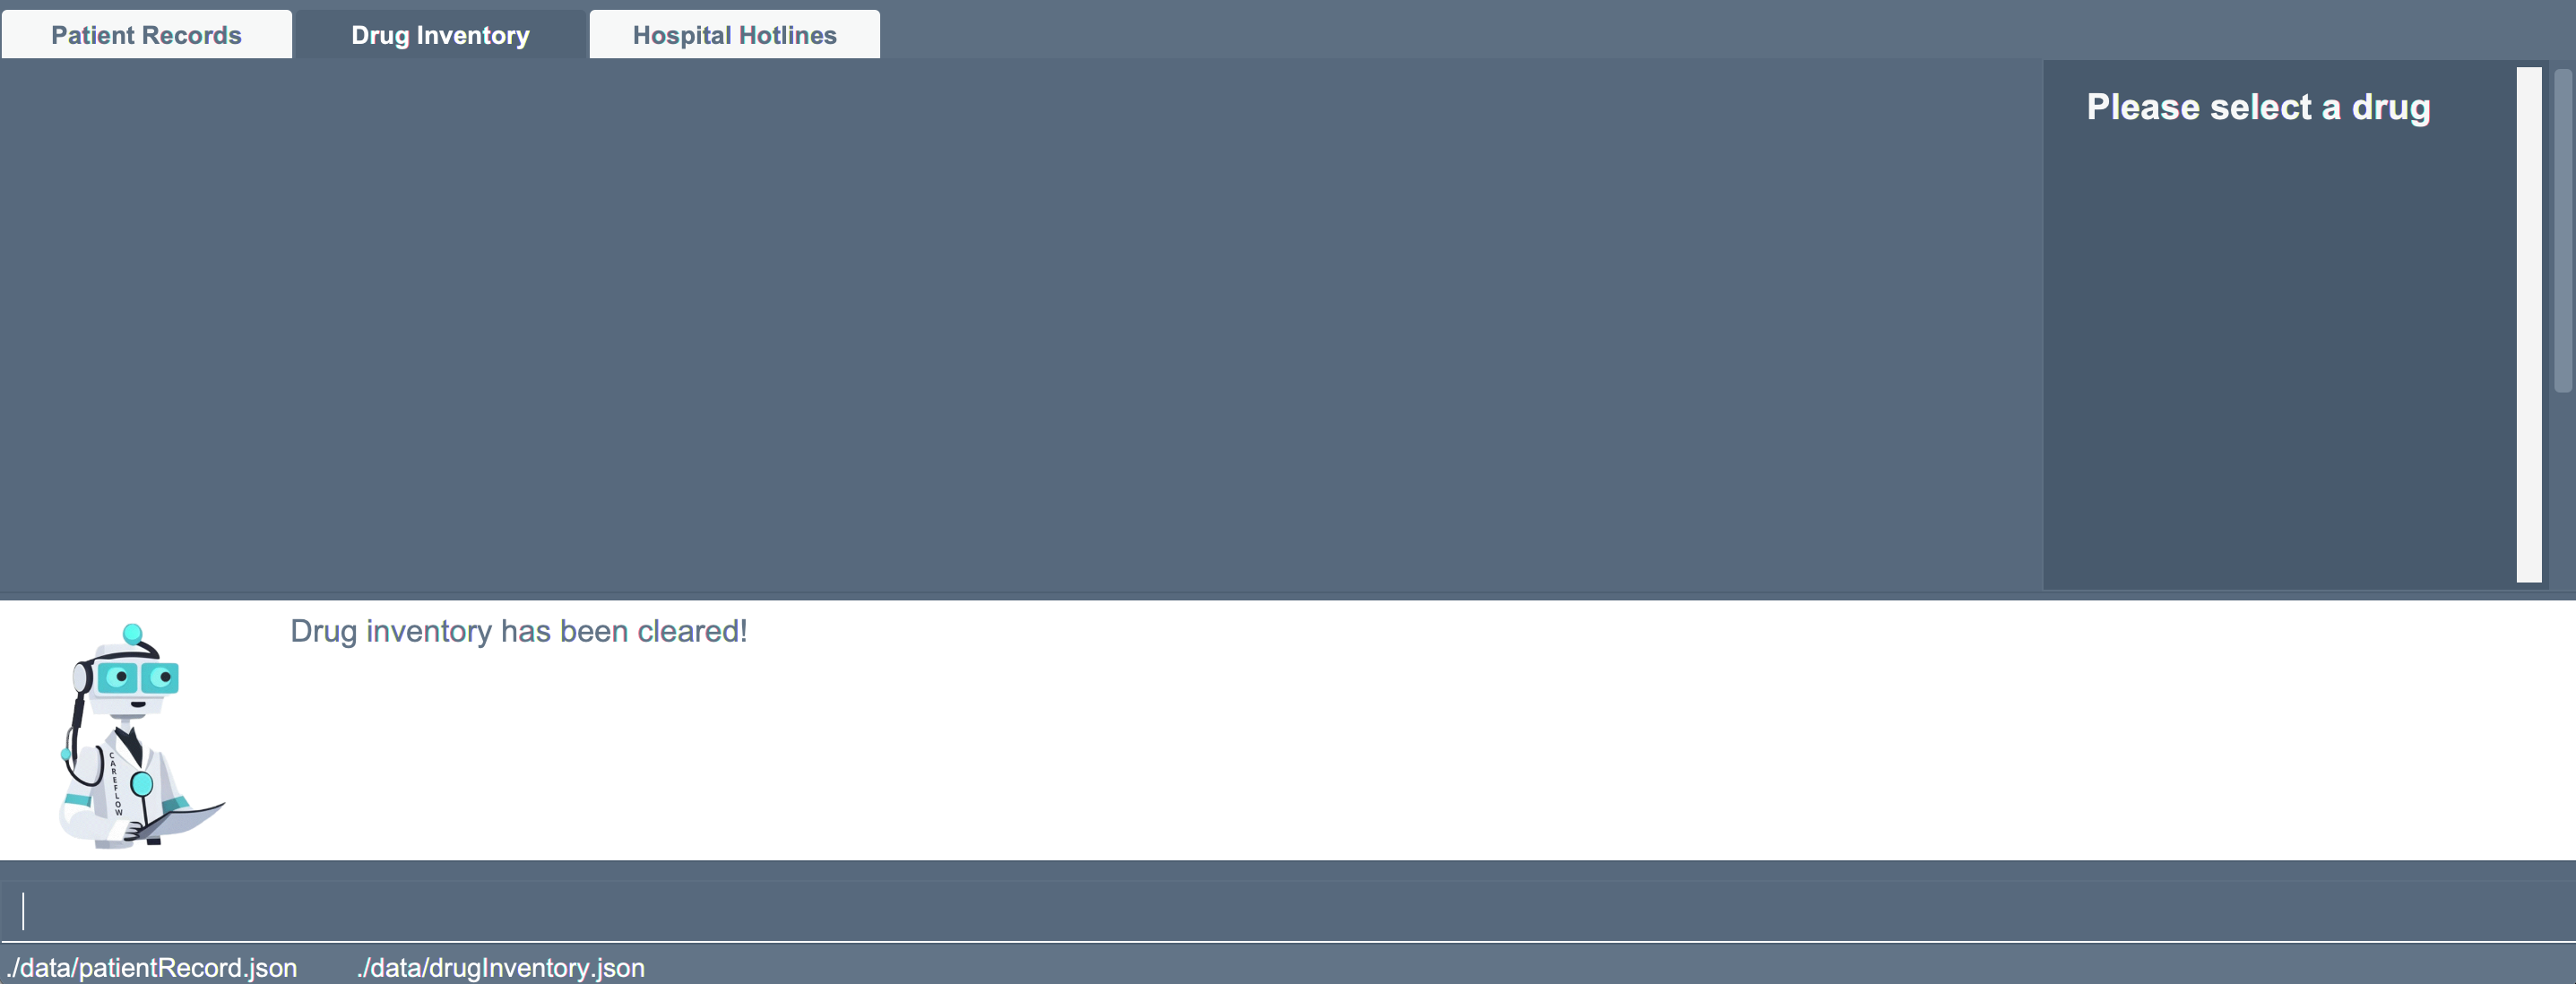 Patient Records
Drug Inventory
Hospital Hotlines
Please select a drug
Drug inventory has been cleared!
CAREFLOW
./data/patientRecord.json
./data/drugInventory.json